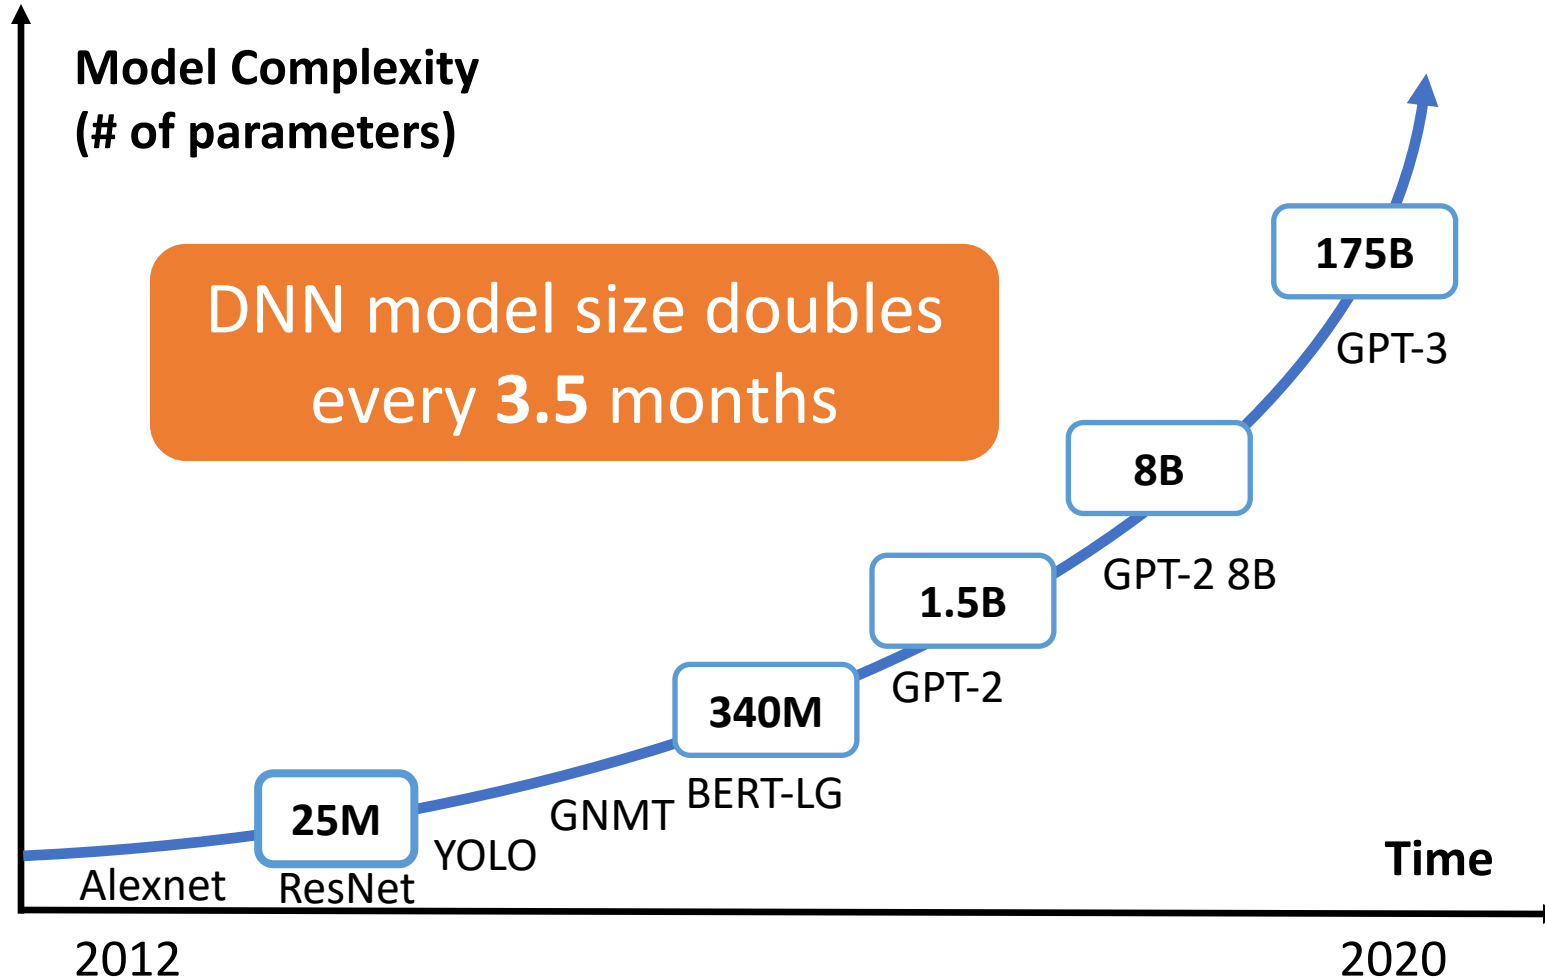 Model Complexity
(# of parameters)
DNN model size doubles
every 3.5 months
175B
GPT-3
8B
GPT-2 8B
1.5B
GPT-2
340M
BERT-LG
GNMT
25M
YOLO
Alexnet
ResNet
Time
2012
2020